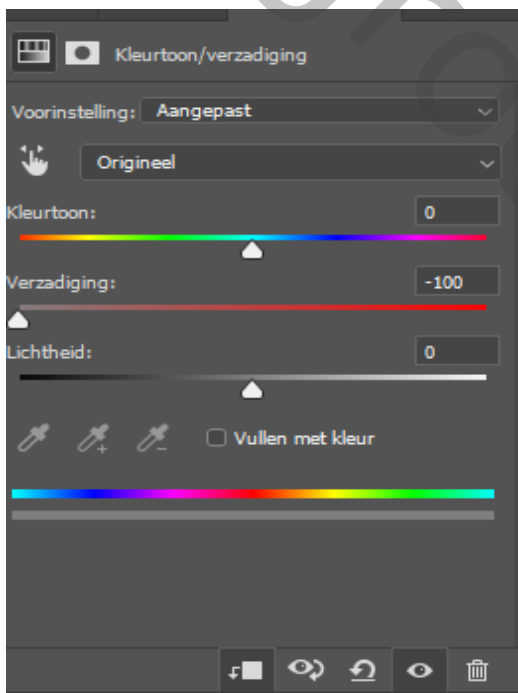 Kleurtoon/verzadiging
Voorinstelling: Aangepast
Origineel
Kleurtoon: 0
Verzadiging: -100
Lichtheid: 0
Vullen met kleur